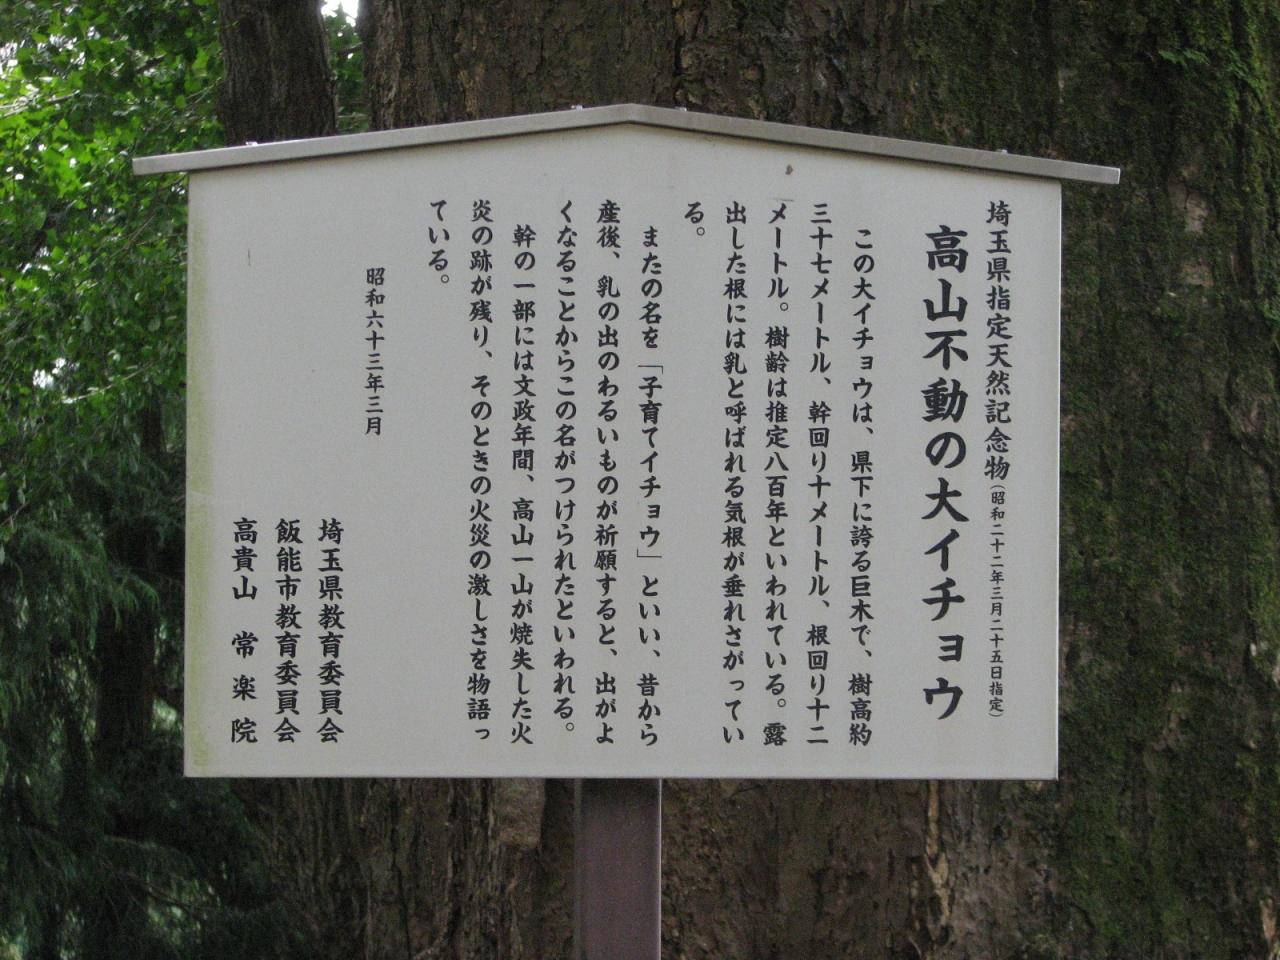 埼玉県指定天然記念物(昭和二十二年三月二十五日指定)
高山不動の大イチョウ
この大イチョウは、県下に誇る巨木で、樹高約
三十七メートル、幹回り十メートル、根回り十二
メートル。樹齢は推定八百年といわれている。露
出した根には乳と呼ばれる気根が垂れさがってい
る。
またの名を「子育てイチョウ」といい、昔から
産後、乳の出のわるいものが祈願すると、出がよ
くなることからこの名がつけられたといわれる。
幹の一部には文政年間、高山一山が焼失した火
炎の跡が残り、そのときの火災の激しさを物語っ
ている。
昭和六十三年三月
埼玉県教育委員会
飯能市教育委員会
高貴山 常楽院